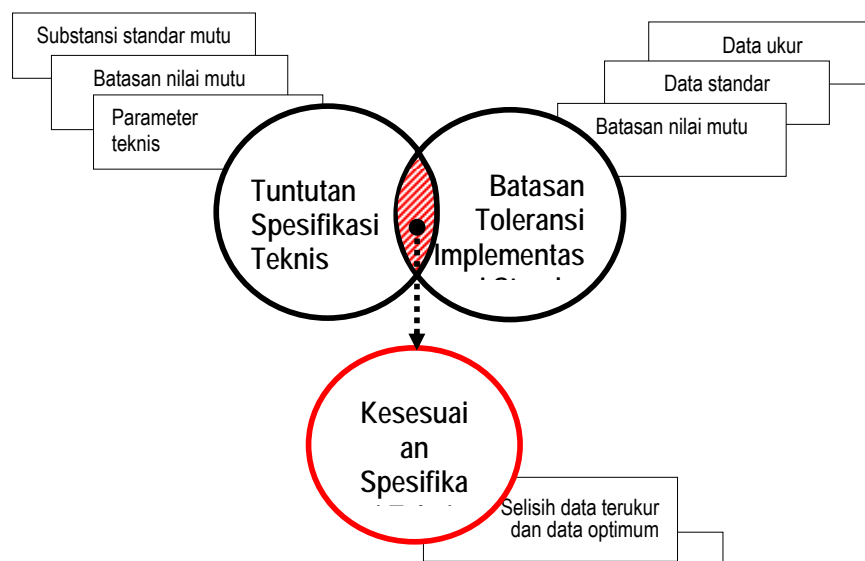 Substansi standar mutu
Batasan nilai mutu
Parameter
teknis
Data ukur
Data standar
Batasan nilai mutu
Tuntutan
Spesifikasi
Teknis
Batasan
Toleransi
Implementas
Kesesuai
an
Spesifika
Selisih data terukur
dan data optimum